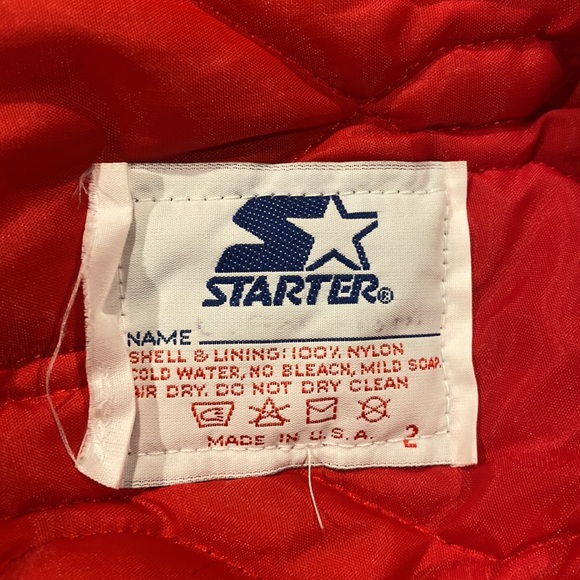 STARTER®
NAME
SHELL & LINING: 100% NYLON
COLD WATER, NO BLEACH, MILD SOAP
AIR DRY. DO NOT DRY CLEAN
MADE IN U.S.A. 2